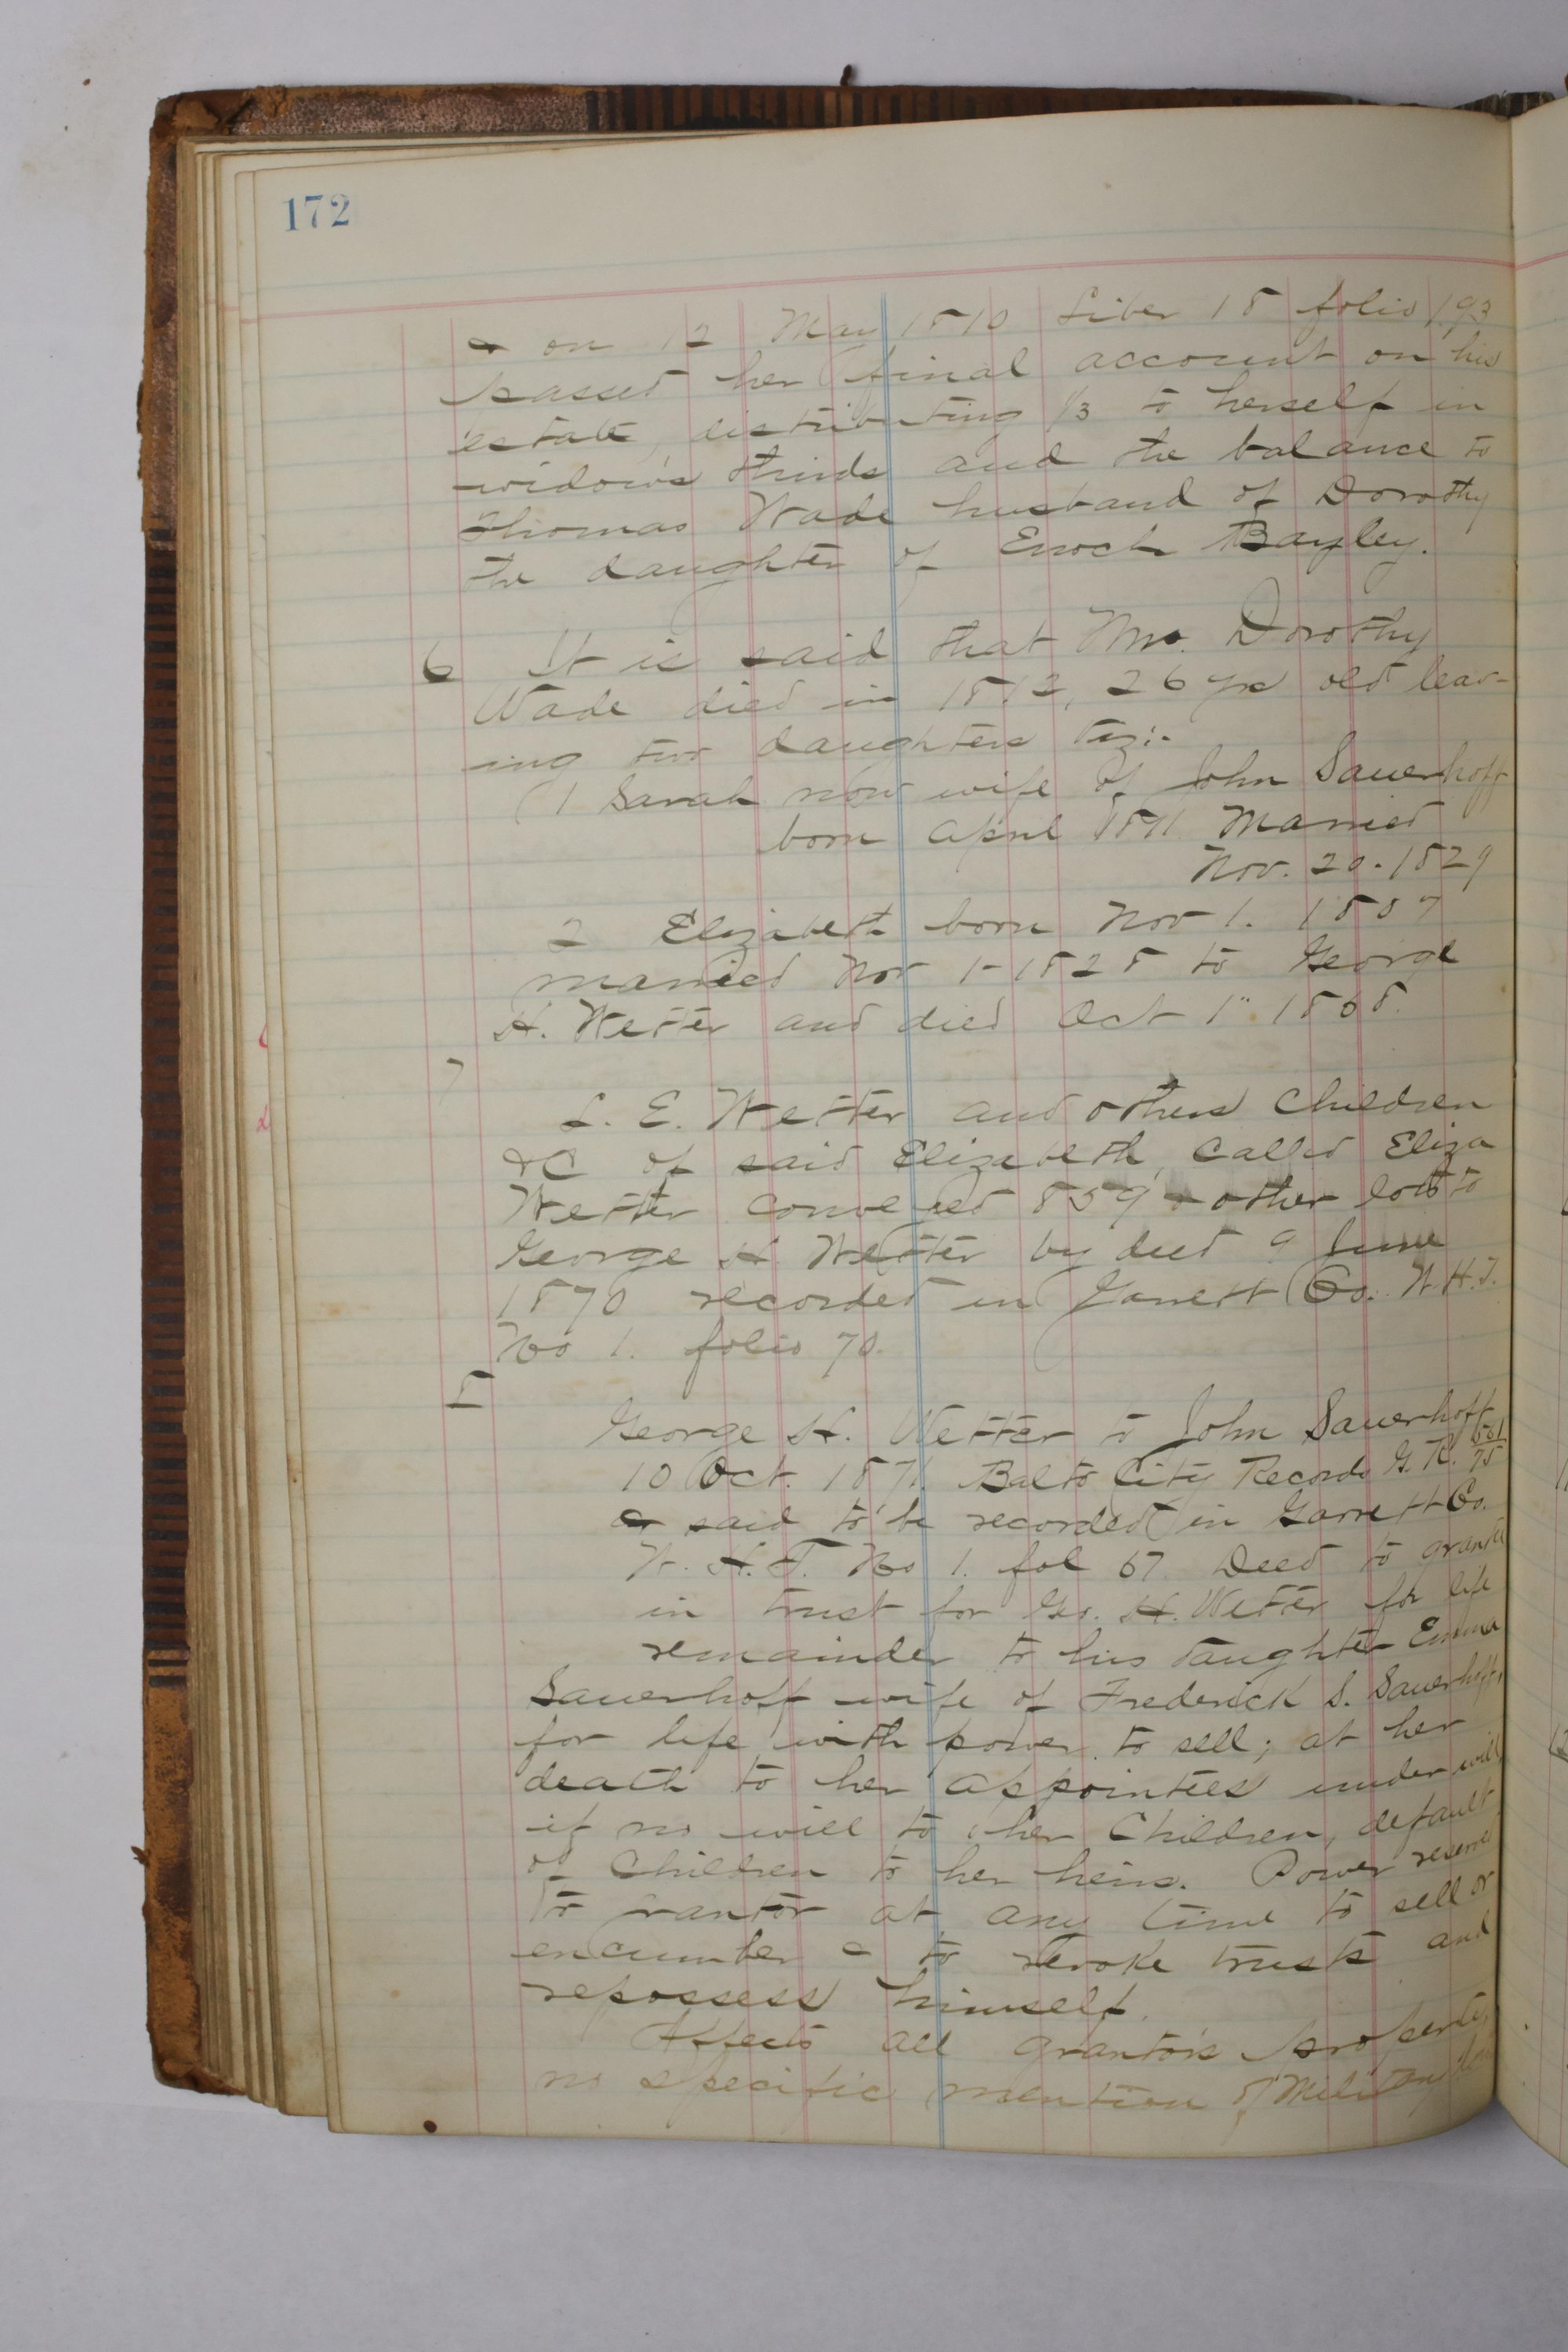 172
& on 12 May 1810 Liber 18 folio 193
passed her final account on his
estate, distributing 1/3 to herself in
widow's thirds and the balance to
Thomas Wade husband of Dorothy
the daughter of Enoch Bayley.
6 It is said that Mrs. Dorothy
Wade died in 1812, 26 yrs old leav-
ing two daughters viz:-
(1 Sarah now wife of John Sauerhoff
born April 1811 Married
Nov. 20. 1829
2 Elizabeth born Nov 1. 1807
married Nov 1-1828 to George
H. Wetter and died Oct 1" 1868.
7
L. E. Wetter and others Children
&C of said Elizabeth, called Eliza
Wetter conveyed 859 & other lots to
George H Wetter by deed 9 June
1870 recorded in Garrett Co. W.H.T.
No 1. folio 70.
8
George H. Wetter to John Sauerhoff
10 Oct. 1871. Balto City Records G. R. 561/75
& said to be recorded in Garrett Co.
W. H. T. No 1. fol 67 Deed to grantee
in trust for Geo. H. Wetter for life
remainder to his daughter Emma
Sauerhoff wife of Frederick S. Sauerhoff,
for life with power to sell; at her
death to her appointees under will
if no will to her Children, default
of Children to her heirs. Power reserved
to grantor at any time to sell or
encumber & to revoke trusts and
repossess himself.
Affects all grantor's property,
no specific mention of Military lots